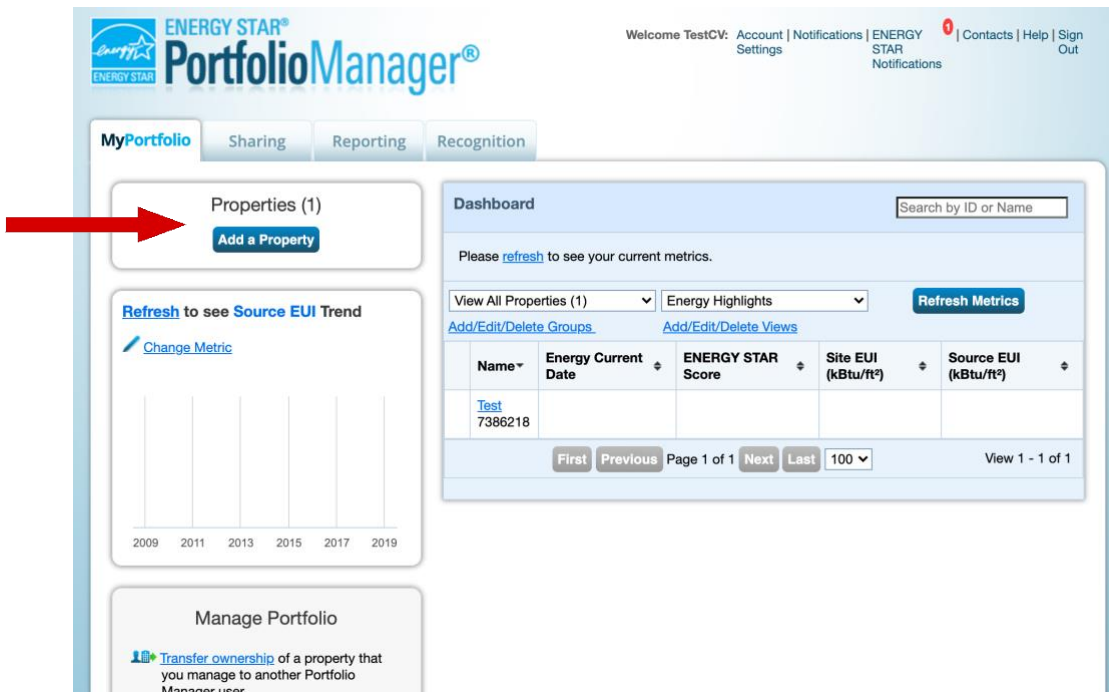 ENERGY STAR®
PortfolioManager®
energy
ENERGY STAR
Welcome TestCV: Account Settings | Notifications | ENERGY STAR Notifications 1 | Contacts | Help | Sign Out
MyPortfolio
Sharing
Reporting
Recognition
Properties (1)
Add a Property
Refresh to see Source EUI Trend
Change Metric
2009 2011 2013 2015 2017 2019
Manage Portfolio
Transfer ownership of a property that
you manage to another Portfolio
Manager user
Dashboard
Search by ID or Name
Please refresh to see your current metrics.
View All Properties (1)
Energy Highlights
Refresh Metrics
Add/Edit/Delete Groups
Add/Edit/Delete Views
Name Energy Current Date ENERGY STAR Score Site EUI (kBtu/ft²) Source EUI (kBtu/ft²)
Test
7386218
First Previous Page 1 of 1 Next Last 100 View 1 - 1 of 1